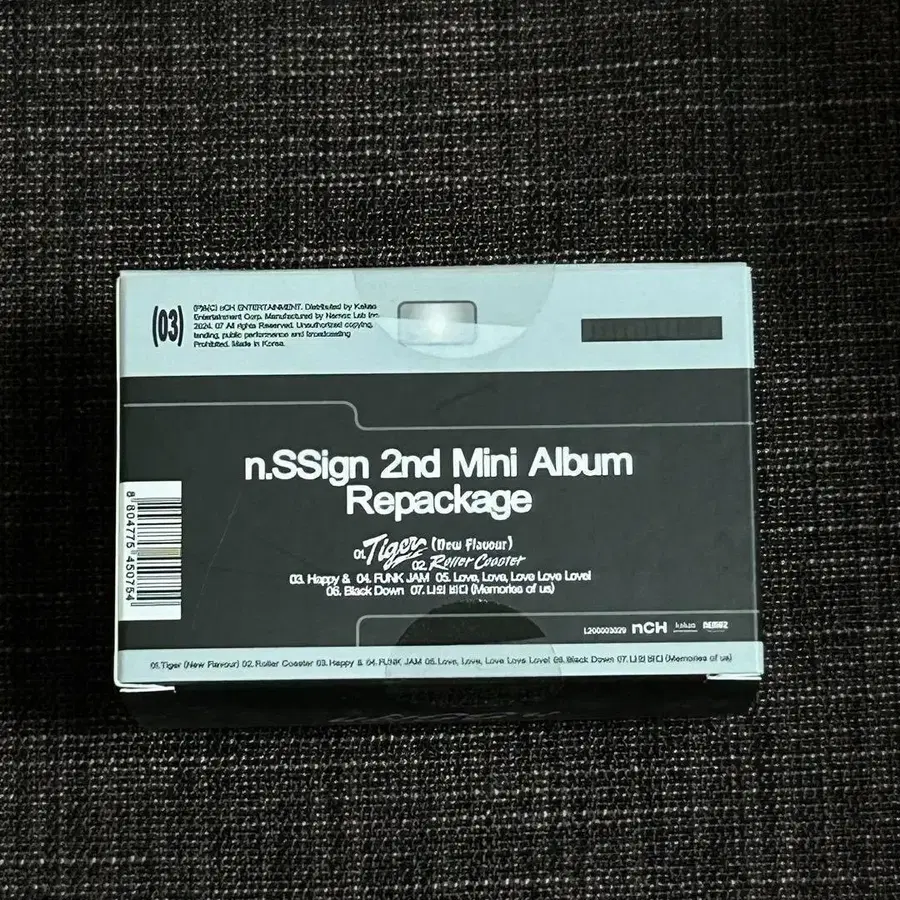 (03)
(P)&(C) nCH ENTERTAINMENT. Distributed by Kakao
Entertainment Corp. Manufactured by Nemoz Lab Inc.
2024. 07 All rights Reserved. Unauthorized copying,
lending, public performance and broadcasting
Prohibited. Made in Korea.
n.SSign 2nd Mini Album
Repackage
01. Tiger (New Flavour)
02. Roller Coaster
03. Happy & 04. FUNK JAM 05. Love, Love, Love Love Love!
06. Black Down 07. 나의 바다 (Memories of us)
8 804775 450754
L200003029 nCH kakao NEMOZ
01. Tiger (New Flavour) 02. Roller Coaster 03. Happy & 04. FUNK JAM 05. Love, Love, Love Love Love! 06. Black Down 07. 나의 바다 (Memories of us)